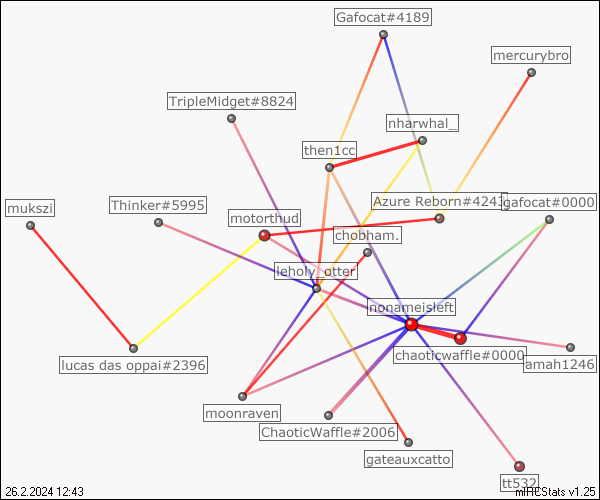 Gafocat#4189
mercurybro
TripleMidget#8824
nharwhal_
then1cc
Thinker#5995
Azure Reborn#4243
gafocat#0000
mukszi
motorthud
chobham.
leholy_otter
nonameisleft
chaoticwaffle#0000
lucas das oppai#2396
amah1246
moonraven
ChaoticWaffle#2006
gateauxcatto
tt532
26.2.2024 12:43
mIRCStats v1.25